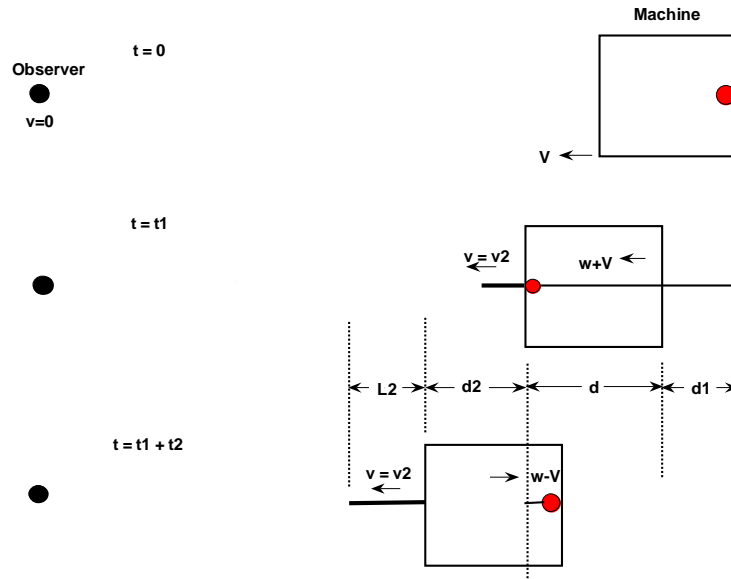 Machine
t = 0
Observer
v=0
V
t = t1
v = v2
w+V
L2
d2
d
d1
t = t1 + t2
v = v2
w-V